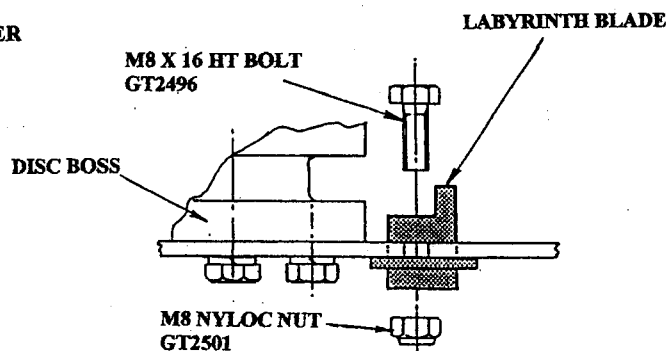 ER
LABYRINTH BLADE
M8 X 16 HT BOLT
GT2496
DISC BOSS
M8 NYLOC NUT
GT2501